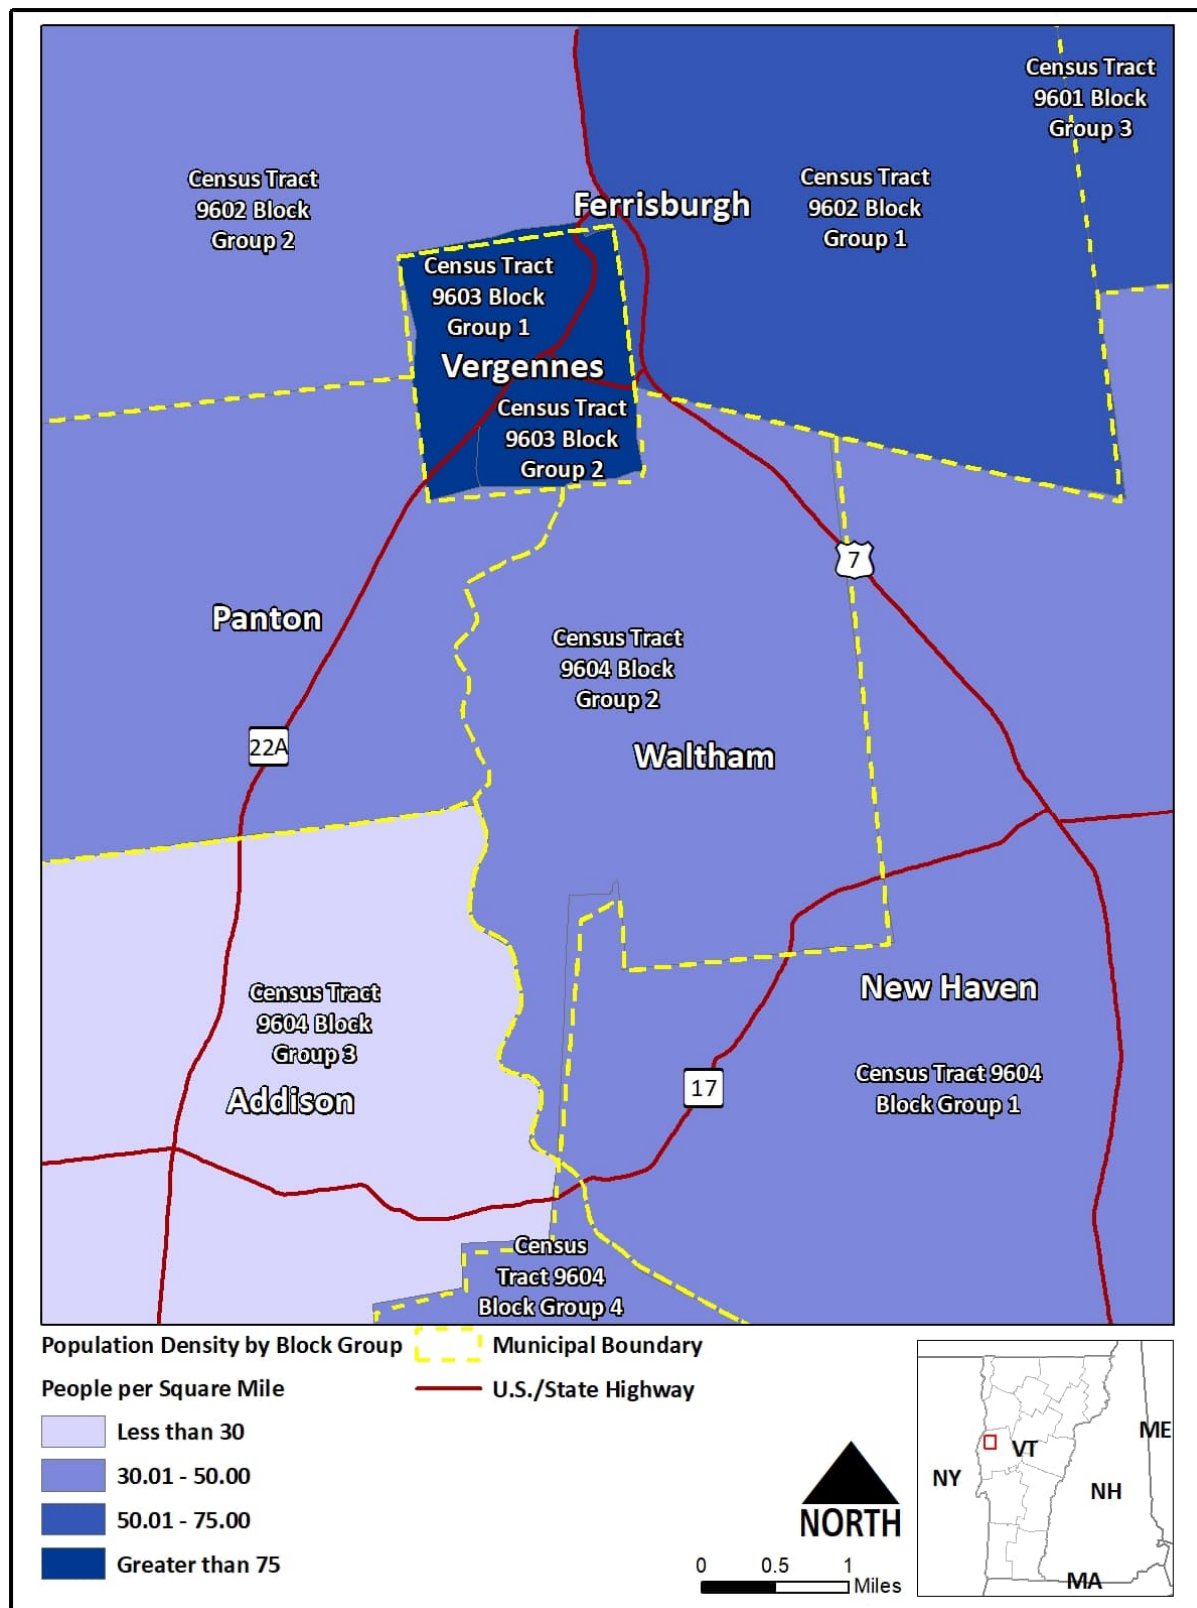 Census Tract
9601 Block
Group 3
Census Tract
9602 Block
Group 2
Ferrisburgh
Census Tract
9602 Block
Group 1
Census Tract
9603 Block
Group 1
Vergennes
Census Tract
9603 Block
Group 2
7
Panton
Census Tract
9604 Block
Group 2
22A
Waltham
Census Tract
9604 Block
Group 3
Addison
New Haven
17
Census Tract 9604
Block Group 1
Census
Tract 9604
Block Group 4
Population Density by Block Group
Municipal Boundary
People per Square Mile
U.S./State Highway
Less than 30
30.01 - 50.00
50.01 - 75.00
Greater than 75
NORTH
0 0.5 1
Miles
ME
VT
NY
NH
MA